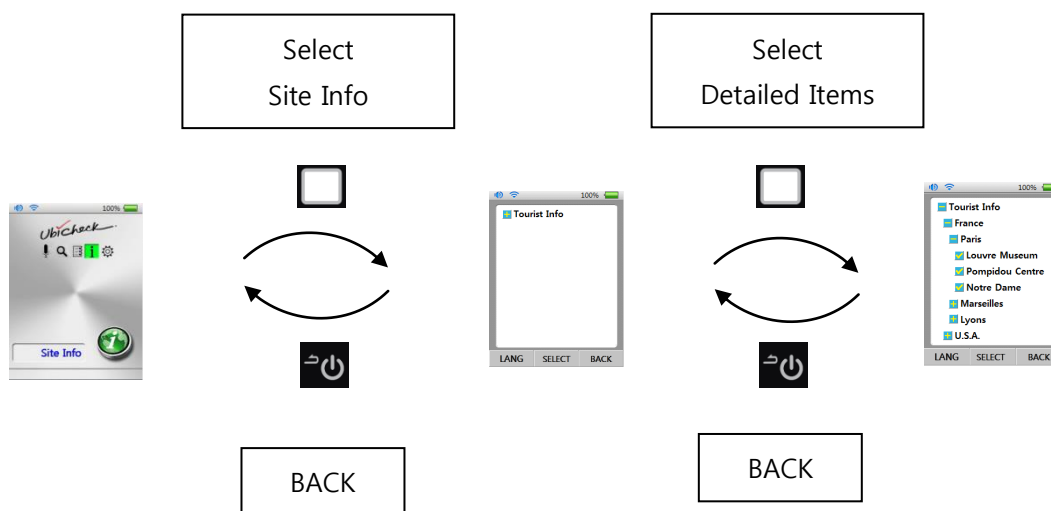 Select
Site Info
Select
Detailed Items
100%
UbiCheck
i
Site Info
i
100%
Tourist Info
LANG SELECT BACK
100%
Tourist Info
France
Paris
Louvre Museum
Pompidou Centre
Notre Dame
Marseilles
Lyons
U.S.A.
LANG SELECT BACK
BACK
BACK